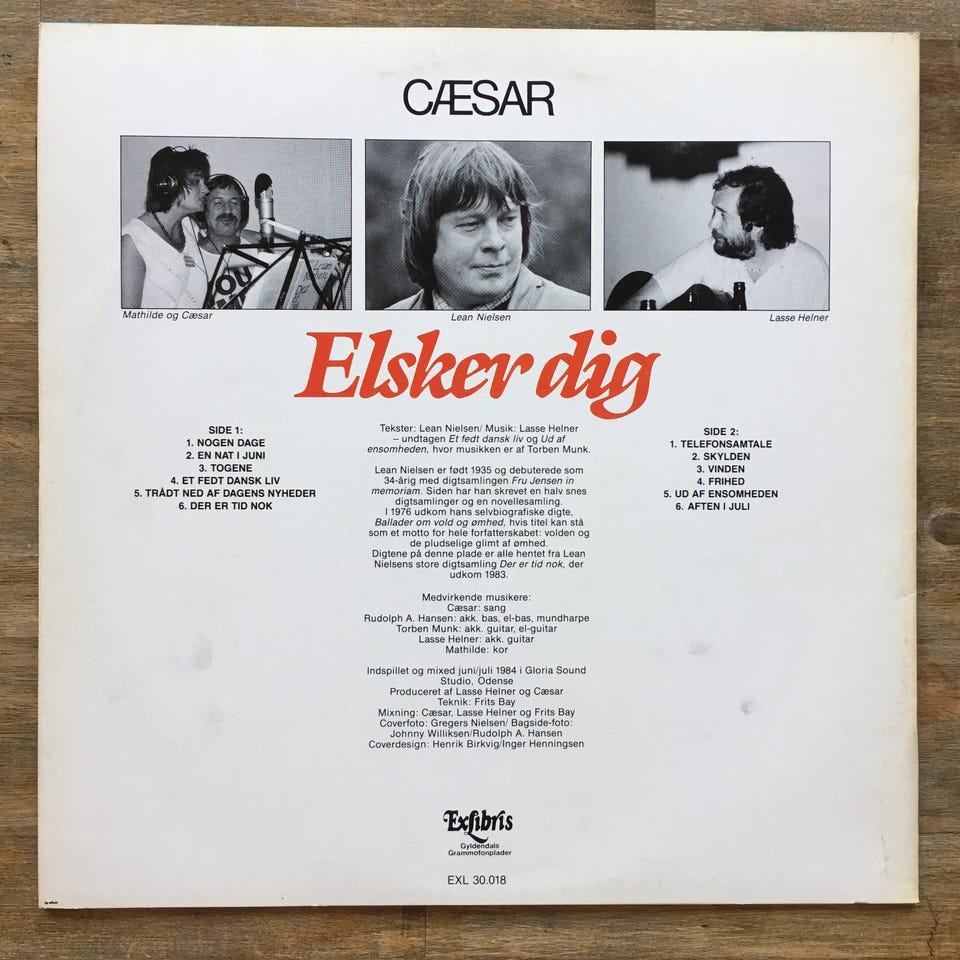 CÆSAR
Mathilde og Cæsar
Lean Nielsen
Lasse Helner
Elsker dig
SIDE 1:
1. NOGEN DAGE
2. EN NAT I JUNI
3. TOGENE
4. ET FEDT DANSK LIV
5. TRÅDT NED AF DAGENS NYHEDER
6. DER ER TID NOK
Tekster: Lean Nielsen/ Musik: Lasse Helner
– undtagen Et fedt dansk liv og Ud af
ensomheden, hvor musikken er af Torben Munk.
Lean Nielsen er født 1935 og debuterede som
34-årig med digtsamlingen Fru Jensen in
memoriam. Siden har han skrevet en halv snes
digtsamlinger og en novellesamling.
I 1976 udkom hans selvbiografiske digte,
Ballader om vold og ømhed, hvis titel kan stå
som et motto for hele forfatterskabet: volden og
de pludselige glimt af ømhed.
Digtene på denne plade er alle hentet fra Lean
Nielsens store digtsamling Der er tid nok, der
udkom 1983.
Medvirkende musikere:
Cæsar: sang
Rudolph A. Hansen: akk. bas, el-bas, mundharpe
Torben Munk: akk. guitar, el-guitar
Lasse Helner: akk. guitar
Mathilde: kor
Indspillet og mixed juni/juli 1984 i Gloria Sound
Studio, Odense
Produceret af Lasse Helner og Cæsar
Teknik: Frits Bay
Mixning: Cæsar, Lasse Helner og Frits Bay
Coverfoto: Gregers Nielsen/ Bagside-foto:
Johnny Williksen/Rudolph A. Hansen
Coverdesign: Henrik Birkvig/Inger Henningsen
SIDE 2:
1. TELEFONSAMTALE
2. SKYLDEN
3. VINDEN
4. FRIHED
5. UD AF ENSOMHEDEN
6. AFTEN I JULI
Exlibris
Gyldendals
Grammofonplader
EXL 30.018